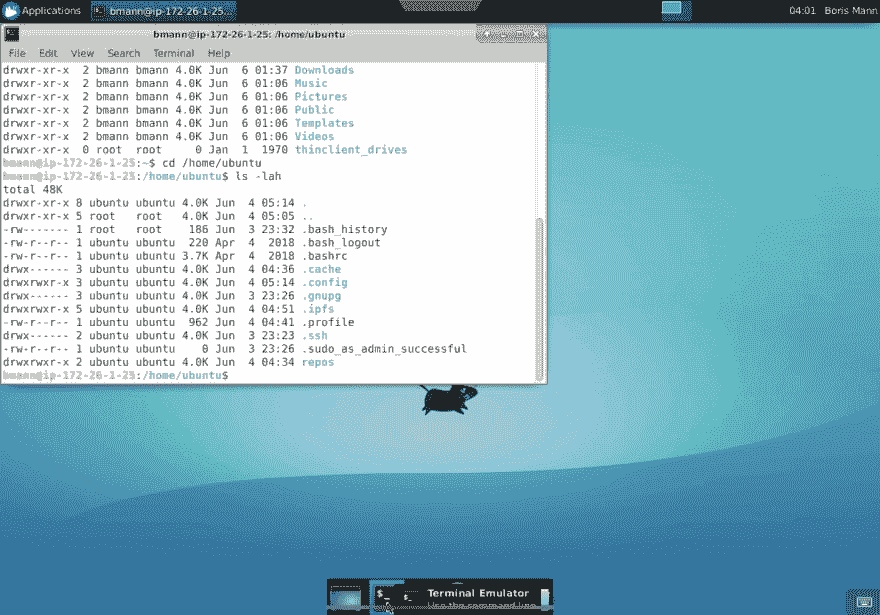 Applications bmann@ip-172-26-1-25... 04:01 Boris Mann
bmann@ip-172-26-1-25: /home/ubuntu
File Edit View Search Terminal Help
drwxr-xr-x 2 bmann bmann 4.0K Jun 6 01:37 Downloads
drwxr-xr-x 2 bmann bmann 4.0K Jun 6 01:06 Music
drwxr-xr-x 2 bmann bmann 4.0K Jun 6 01:06 Pictures
drwxr-xr-x 2 bmann bmann 4.0K Jun 6 01:06 Public
drwxr-xr-x 2 bmann bmann 4.0K Jun 6 01:06 Templates
drwxr-xr-x 2 bmann bmann 4.0K Jun 6 01:06 Videos
drwxr-xr-x 0 root root 0 Jan 1 1970 thinclient_drives
bmann@ip-172-26-1-25:~$ cd /home/ubuntu
bmann@ip-172-26-1-25:/home/ubuntu$ ls -lah
total 48K
drwxr-xr-x 8 ubuntu ubuntu 4.0K Jun 4 05:14 .
drwxr-xr-x 5 root root 4.0K Jun 4 05:05 ..
-rw------- 1 root root 186 Jun 3 23:32 .bash_history
-rw-r--r-- 1 ubuntu ubuntu 220 Apr 4 2018 .bash_logout
-rw-r--r-- 1 ubuntu ubuntu 3.7K Apr 4 2018 .bashrc
drwx------ 3 ubuntu ubuntu 4.0K Jun 4 04:36 .cache
drwxrwxr-x 3 ubuntu ubuntu 4.0K Jun 4 05:14 .config
drwx------ 3 ubuntu ubuntu 4.0K Jun 3 23:26 .gnupg
drwxrwxr-x 5 ubuntu ubuntu 4.0K Jun 4 04:51 .ipfs
-rw-r--r-- 1 ubuntu ubuntu 962 Jun 4 04:41 .profile
drwx------ 2 ubuntu ubuntu 4.0K Jun 3 23:23 .ssh
-rw-r--r-- 1 ubuntu ubuntu 0 Jun 3 23:26 .sudo_as_admin_successful
drwxrwxr-x 2 ubuntu ubuntu 4.0K Jun 4 04:34 repos
bmann@ip-172-26-1-25:/home/ubuntu$
Terminal Emulator
Use the command line